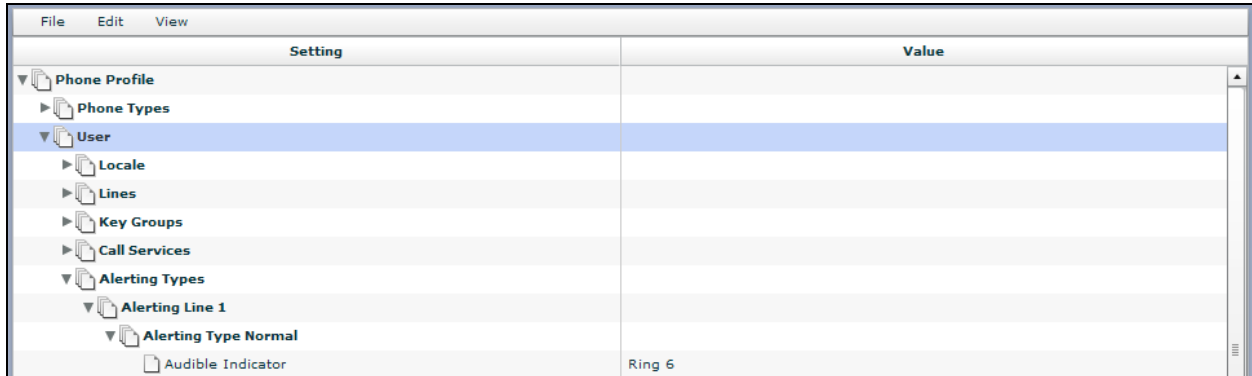 File Edit View
Setting Value
Phone Profile
Phone Types
User
Locale
Lines
Key Groups
Call Services
Alerting Types
Alerting Line 1
Alerting Type Normal
Audible Indicator Ring 6